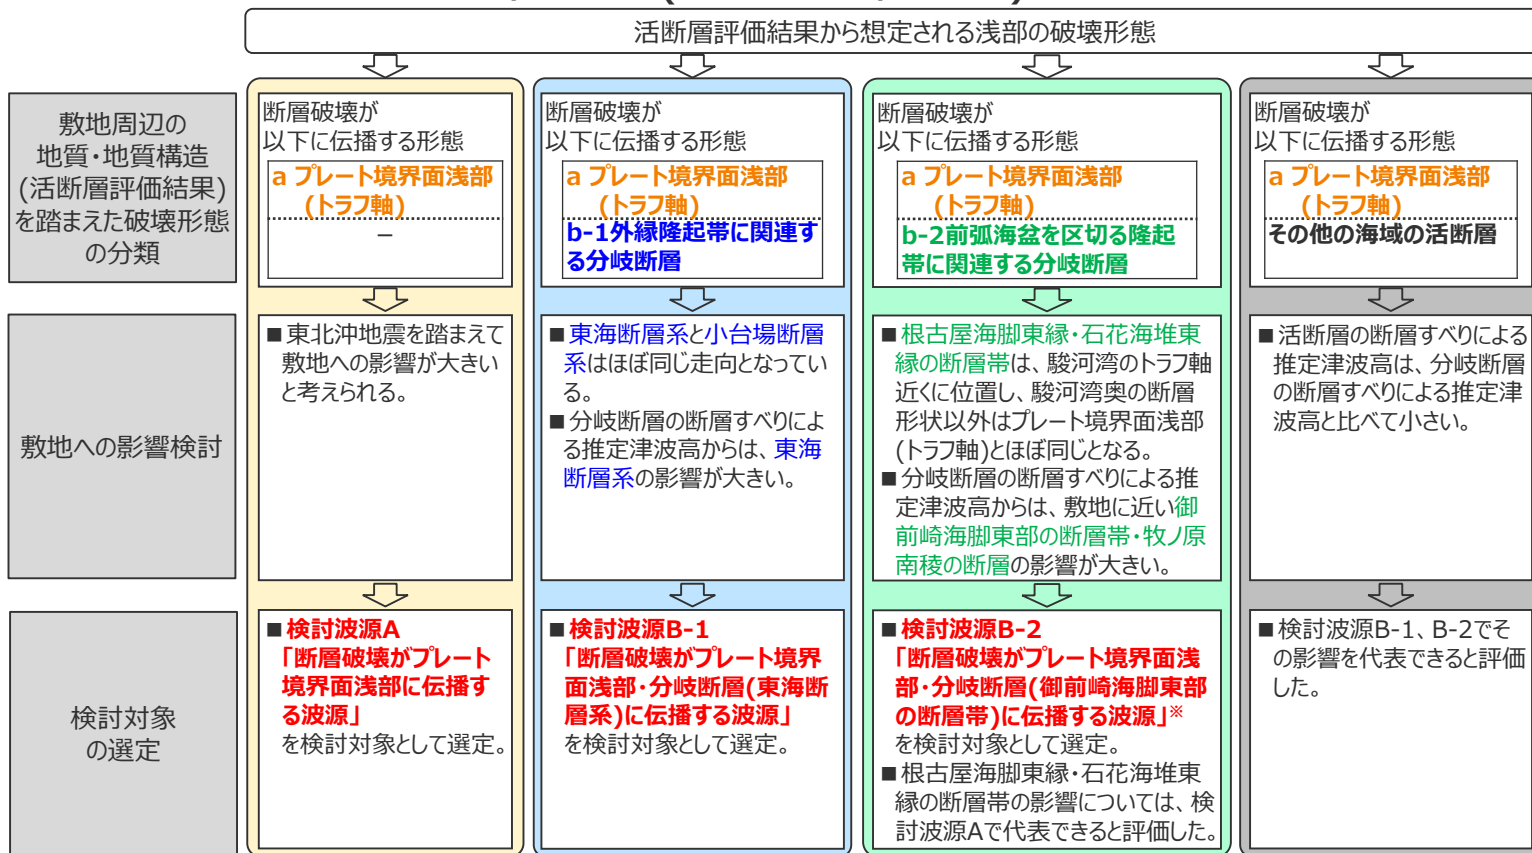 活断層評価結果から想定される浅部の破壊形態
敷地周辺の
地質・地質構造
(活断層評価結果)
を踏まえた破壊形態
の分類
断層破壊が
以下に伝播する形態
a プレート境界面浅部
(トラフ軸)
－
断層破壊が
以下に伝播する形態
a プレート境界面浅部
(トラフ軸)
b-1外縁隆起帯に関連す
る分岐断層
断層破壊が
以下に伝播する形態
a プレート境界面浅部
(トラフ軸)
b-2前弧海盆を区切る隆起
帯に関連する分岐断層
断層破壊が
以下に伝播する形態
a プレート境界面浅部
(トラフ軸)
その他の海域の活断層
敷地への影響検討
■東北沖地震を踏まえて
敷地への影響が大きい
と考えられる。
■東海断層系と小台場断層
系はほぼ同じ走向となってい
る。
■分岐断層の断層すべりによ
る推定津波高からは、東海
断層系の影響が大きい。
■根古屋海脚東縁・石花海堆東
縁の断層帯は、駿河湾のトラフ軸
近くに位置し、駿河湾奥の断層
形状以外はプレート境界面浅部
(トラフ軸)とほぼ同じとなる。
■分岐断層の断層すべりによる推
定津波高からは、敷地に近い御
前崎海脚東部の断層帯・牧ノ原
南稜の断層の影響が大きい。
■活断層の断層すべりによる
推定津波高は、分岐断層
の断層すべりによる推定津
波高と比べて小さい。
検討対象
の選定
■検討波源A
「断層破壊がプレート
境界面浅部に伝播す
る波源」
を検討対象として選定。
■検討波源B-1
「断層破壊がプレート境界
面浅部・分岐断層(東海断
層系)に伝播する波源」
を検討対象として選定。
■検討波源B-2
「断層破壊がプレート境界面浅
部・分岐断層(御前崎海脚東部
の断層帯)に伝播する波源」※
を検討対象として選定。
■根古屋海脚東縁・石花海堆東
縁の断層帯の影響については、検
討波源Aで代表できると評価した。
■検討波源B-1、B-2でそ
の影響を代表できると評価
した。